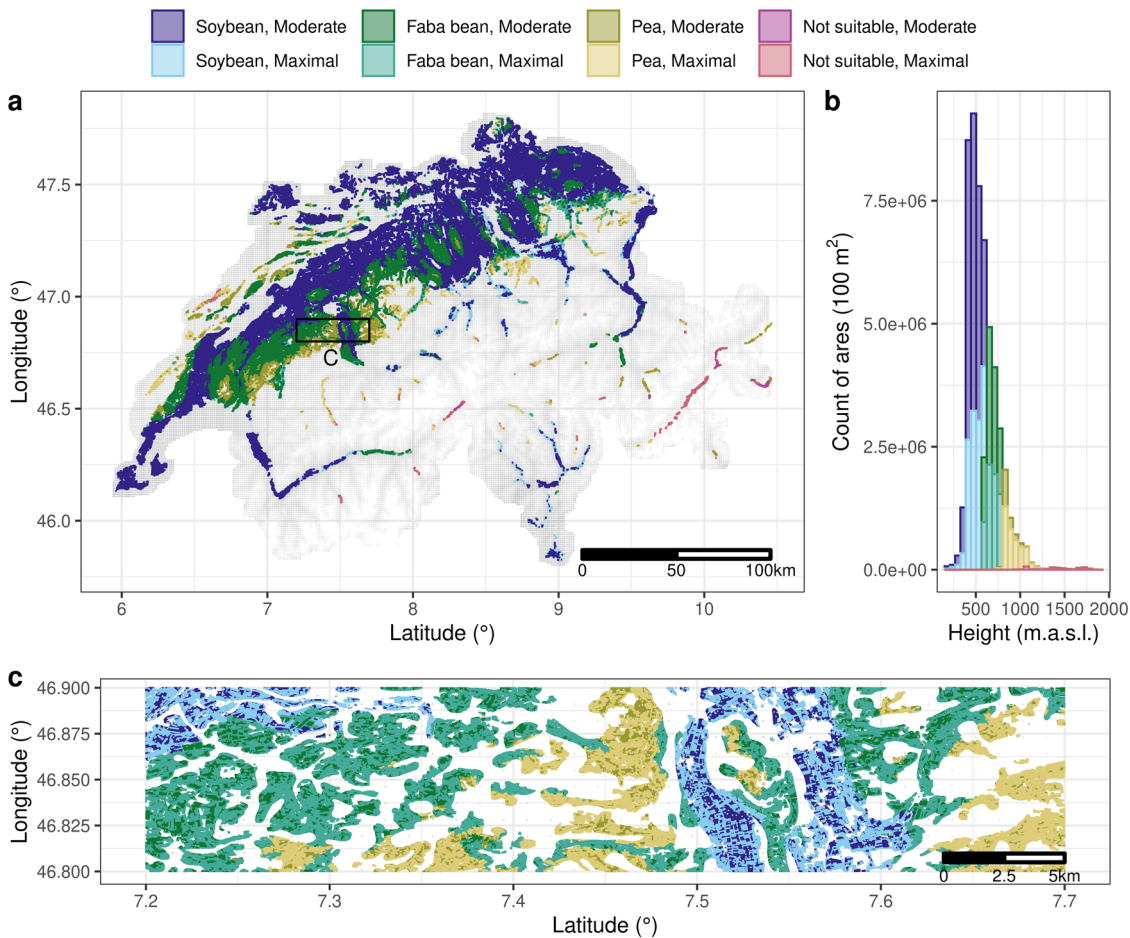 Soybean, Moderate Faba bean, Moderate Pea, Moderate Not suitable, Moderate
Soybean, Maximal Faba bean, Maximal Pea, Maximal Not suitable, Maximal
a
47.5
47.0
46.5
46.0
Longitude (°)
C
0 50 100km
6 7 8 9 10
Latitude (°)
b
7.5e+06
5.0e+06
2.5e+06
0.0e+00
Count of ares (100 m²)
500 1000 1500 2000
Height (m.a.s.l.)
c
46.900
46.875
46.850
46.825
46.800
Longitude (°)
0 2.5 5km
7.2 7.3 7.4 7.5 7.6 7.7
Latitude (°)